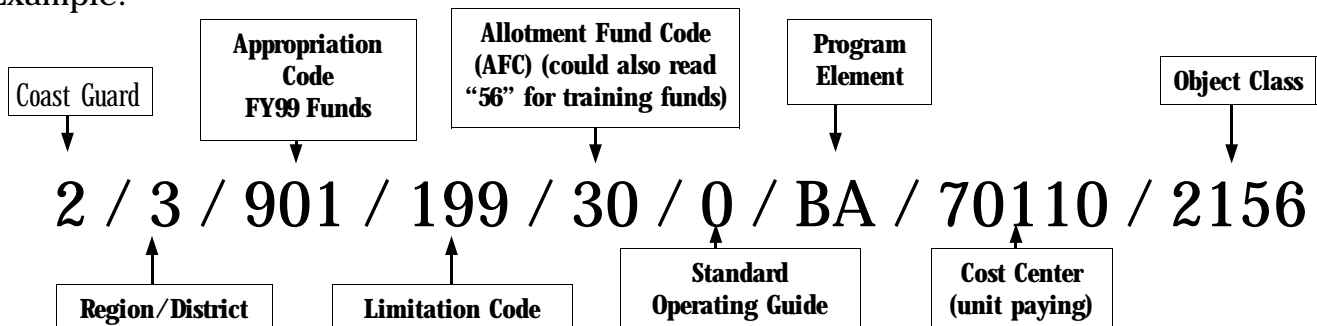 Example:
Coast Guard
Appropriation
Code
FY99 Funds
Allotment Fund Code
(AFC) (could also read
“56” for training funds)
Program
Element
Object Class
2 / 3 / 901 / 199 / 30 / 0 / BA / 70110 / 2156
Region/District
Limitation Code
Standard
Operating Guide
Cost Center
(unit paying)